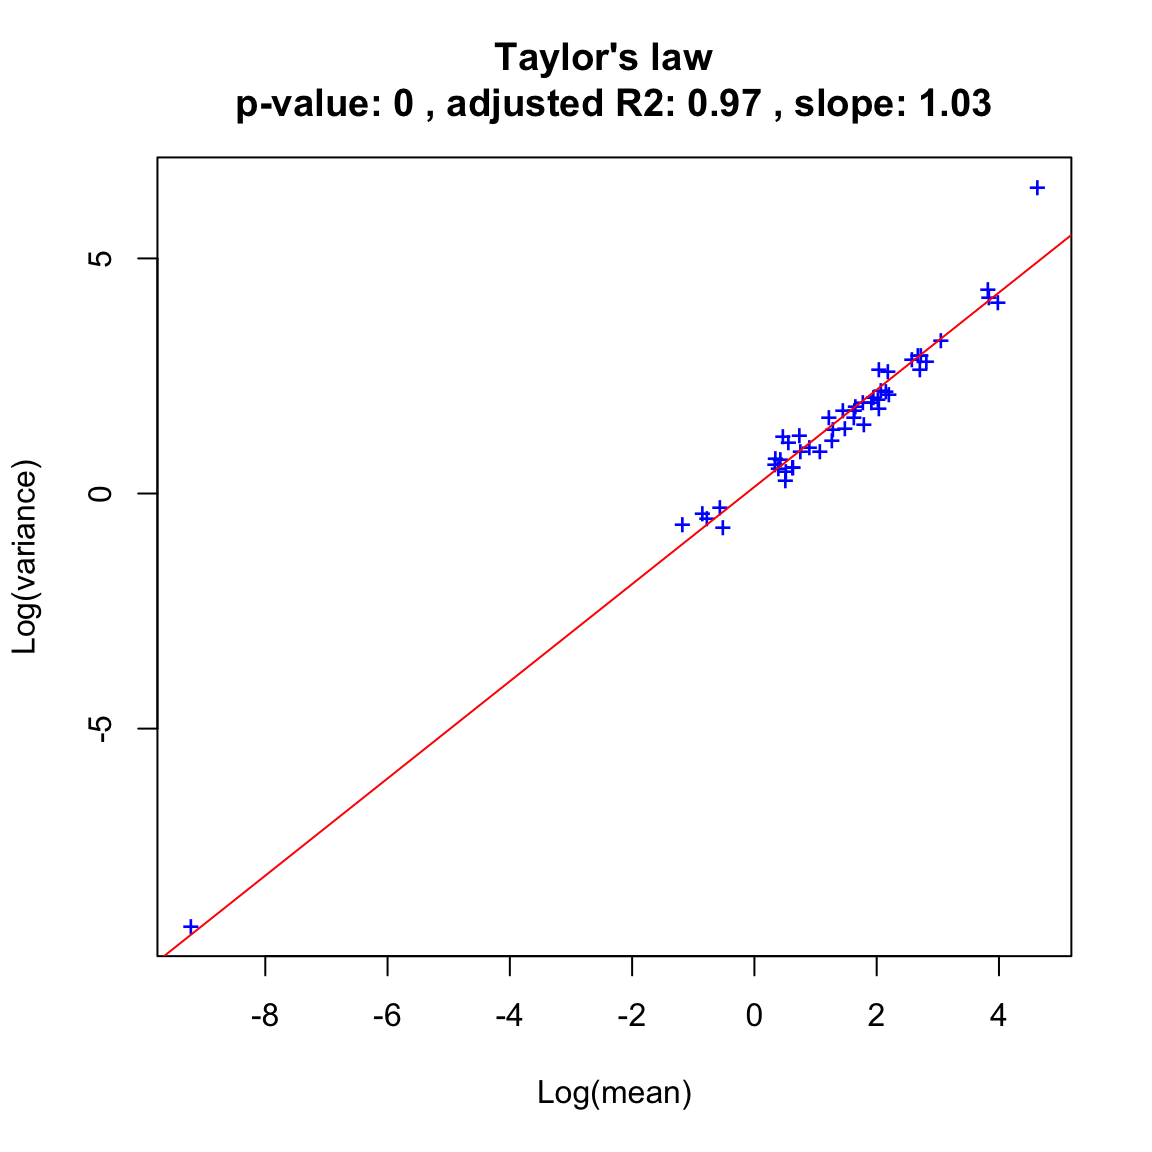 Taylor's law
p-value: 0 , adjusted R2: 0.97 , slope: 1.03
5
0
-5
Log(variance)
-8 -6 -4 -2 0 2 4
Log(mean)